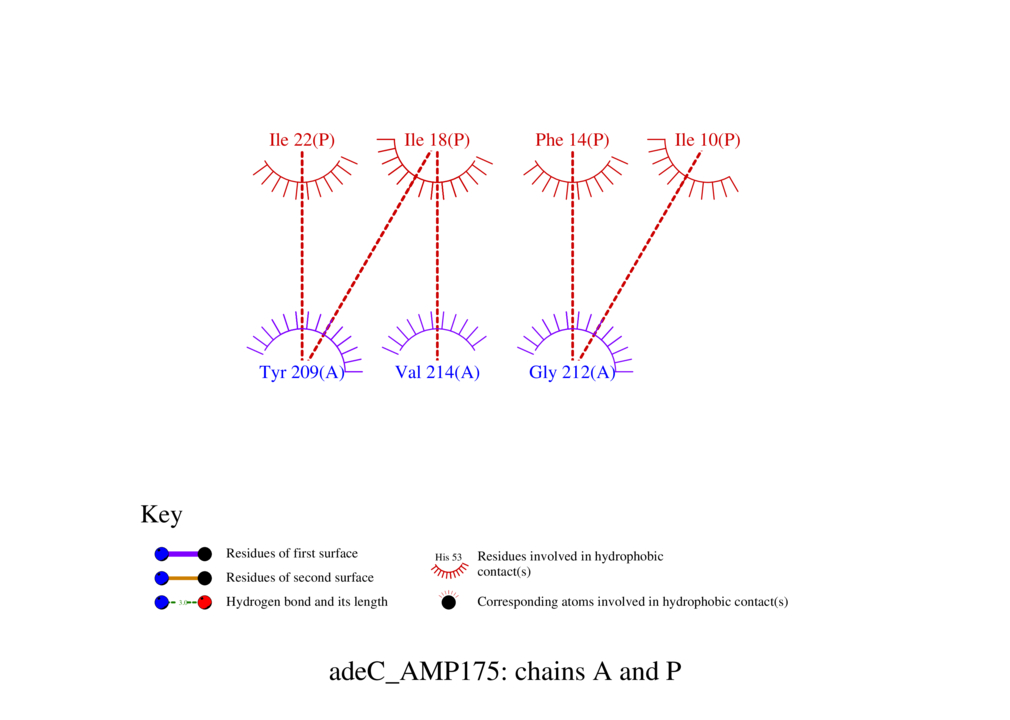 Ile 22(P) Ile 18(P) Phe 14(P) Ile 10(P)
Tyr 209(A) Val 214(A) Gly 212(A)
Key
Residues of first surface
Residues of second surface
3.0
Hydrogen bond and its length
His 53
Residues involved in hydrophobic
contact(s)
Corresponding atoms involved in hydrophobic contact(s)
adeC_AMP175: chains A and P